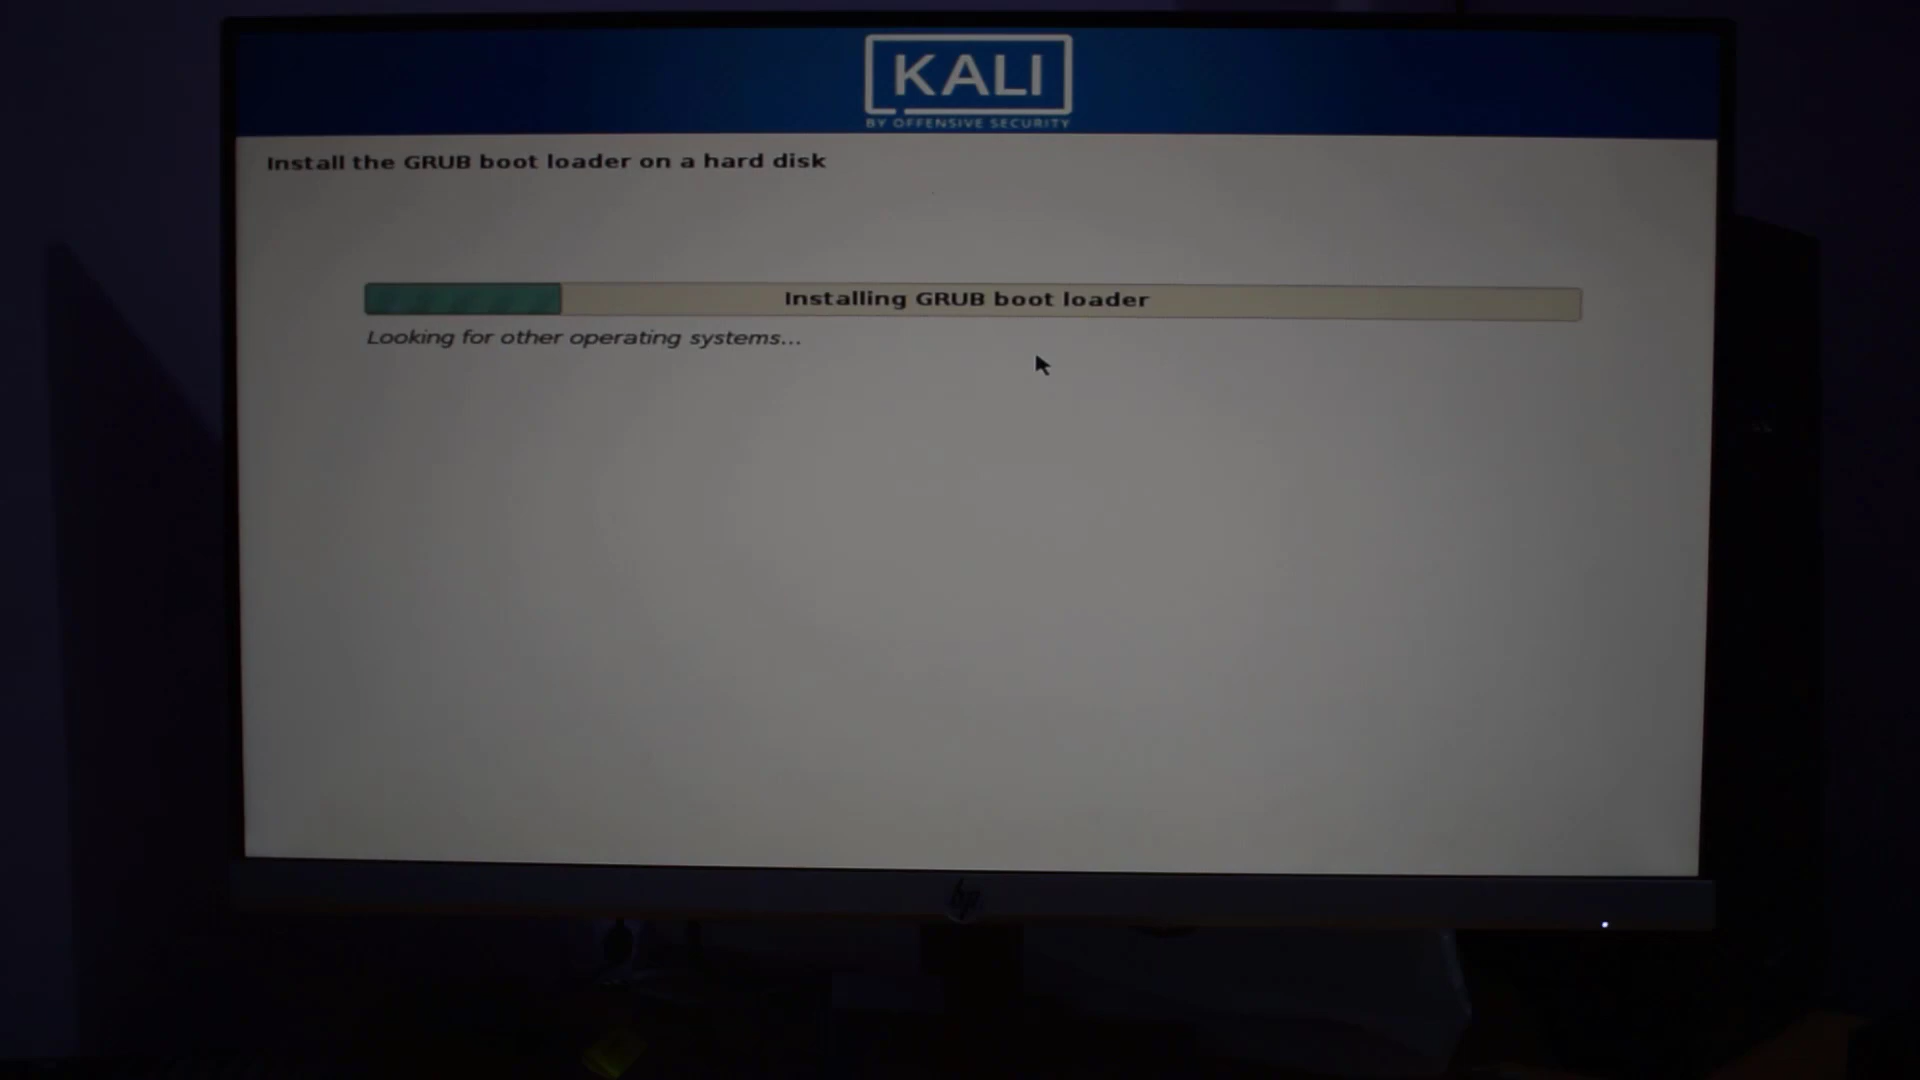 KALI
BY OFFENSIVE SECURITY
Install the GRUB boot loader on a hard disk
Installing GRUB boot loader
Looking for other operating systems...
hp